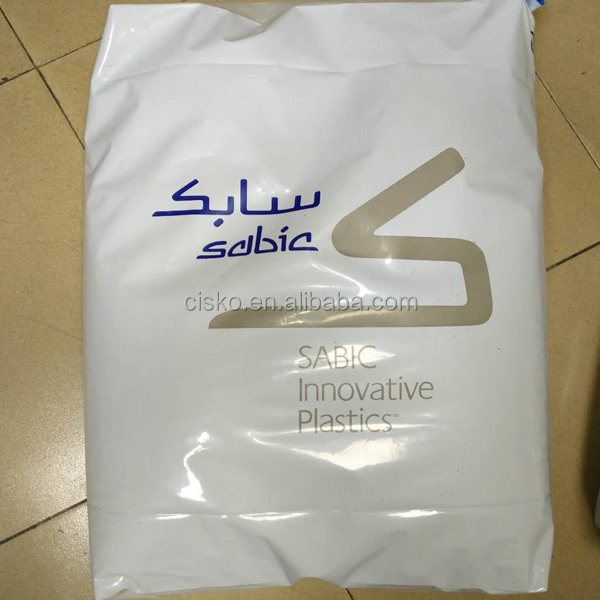 سابك
sabic
cisko.en.alibaba.com
SABIC
Innovative
Plastics™